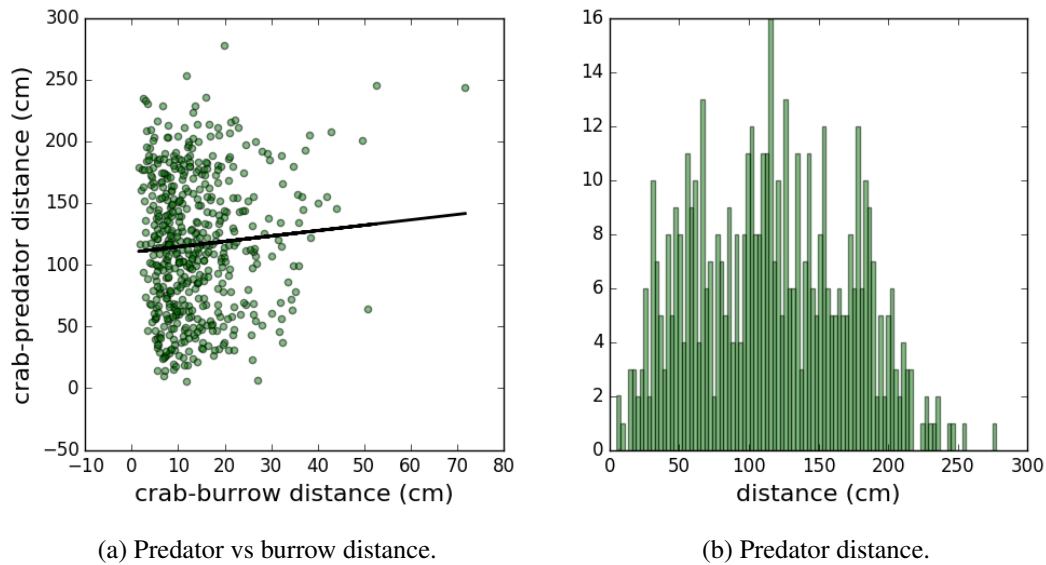 300
250
200
150
100
50
0
−50
crab-predator distance (cm)
−10 0 10 20 30 40 50 60 70 80
crab-burrow distance (cm)
(a) Predator vs burrow distance.
16
14
12
10
8
6
4
2
0
0 50 100 150 200 250 300
distance (cm)
(b) Predator distance.